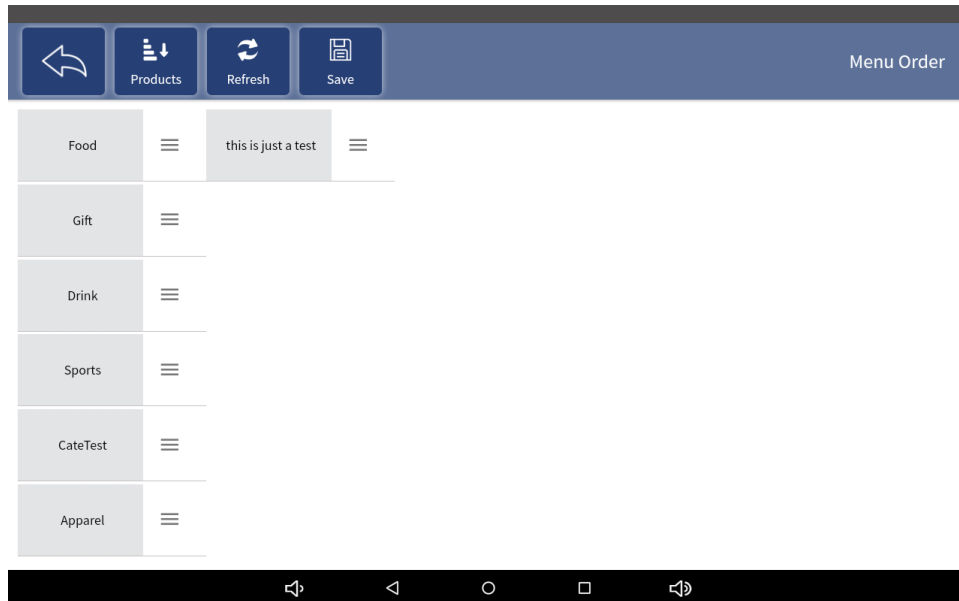 Products
Refresh
Save
Menu Order
Food
this is just a test
Gift
Drink
Sports
CateTest
Apparel